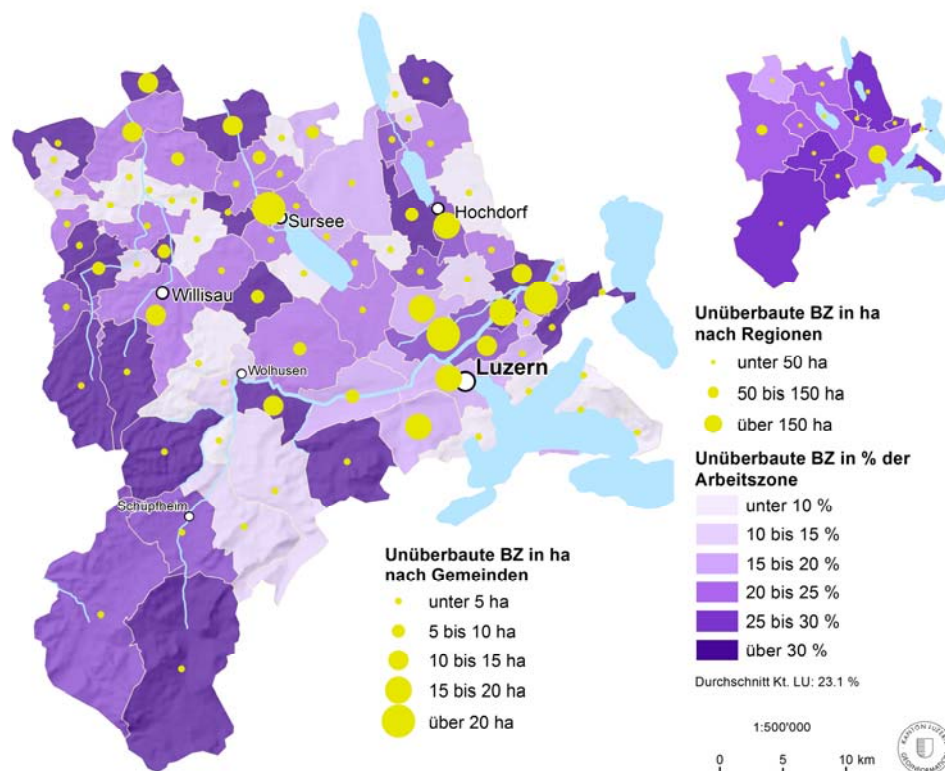 Hochdorf
Sursee
Willisau
Luzern
Wolhusen
Schüpfheim
Unüberbaute BZ in ha
nach Gemeinden
unter 5 ha
5 bis 10 ha
10 bis 15 ha
15 bis 20 ha
über 20 ha
Unüberbaute BZ in ha
nach Regionen
unter 50 ha
50 bis 150 ha
über 150 ha
Unüberbaute BZ in % der
Arbeitszone
unter 10 %
10 bis 15 %
15 bis 20 %
20 bis 25 %
25 bis 30 %
über 30 %
Durchschnitt Kt. LU: 23.1 %
1:500'000
0 5 10 km
KANTON LUZERN
GEOINFORMATION